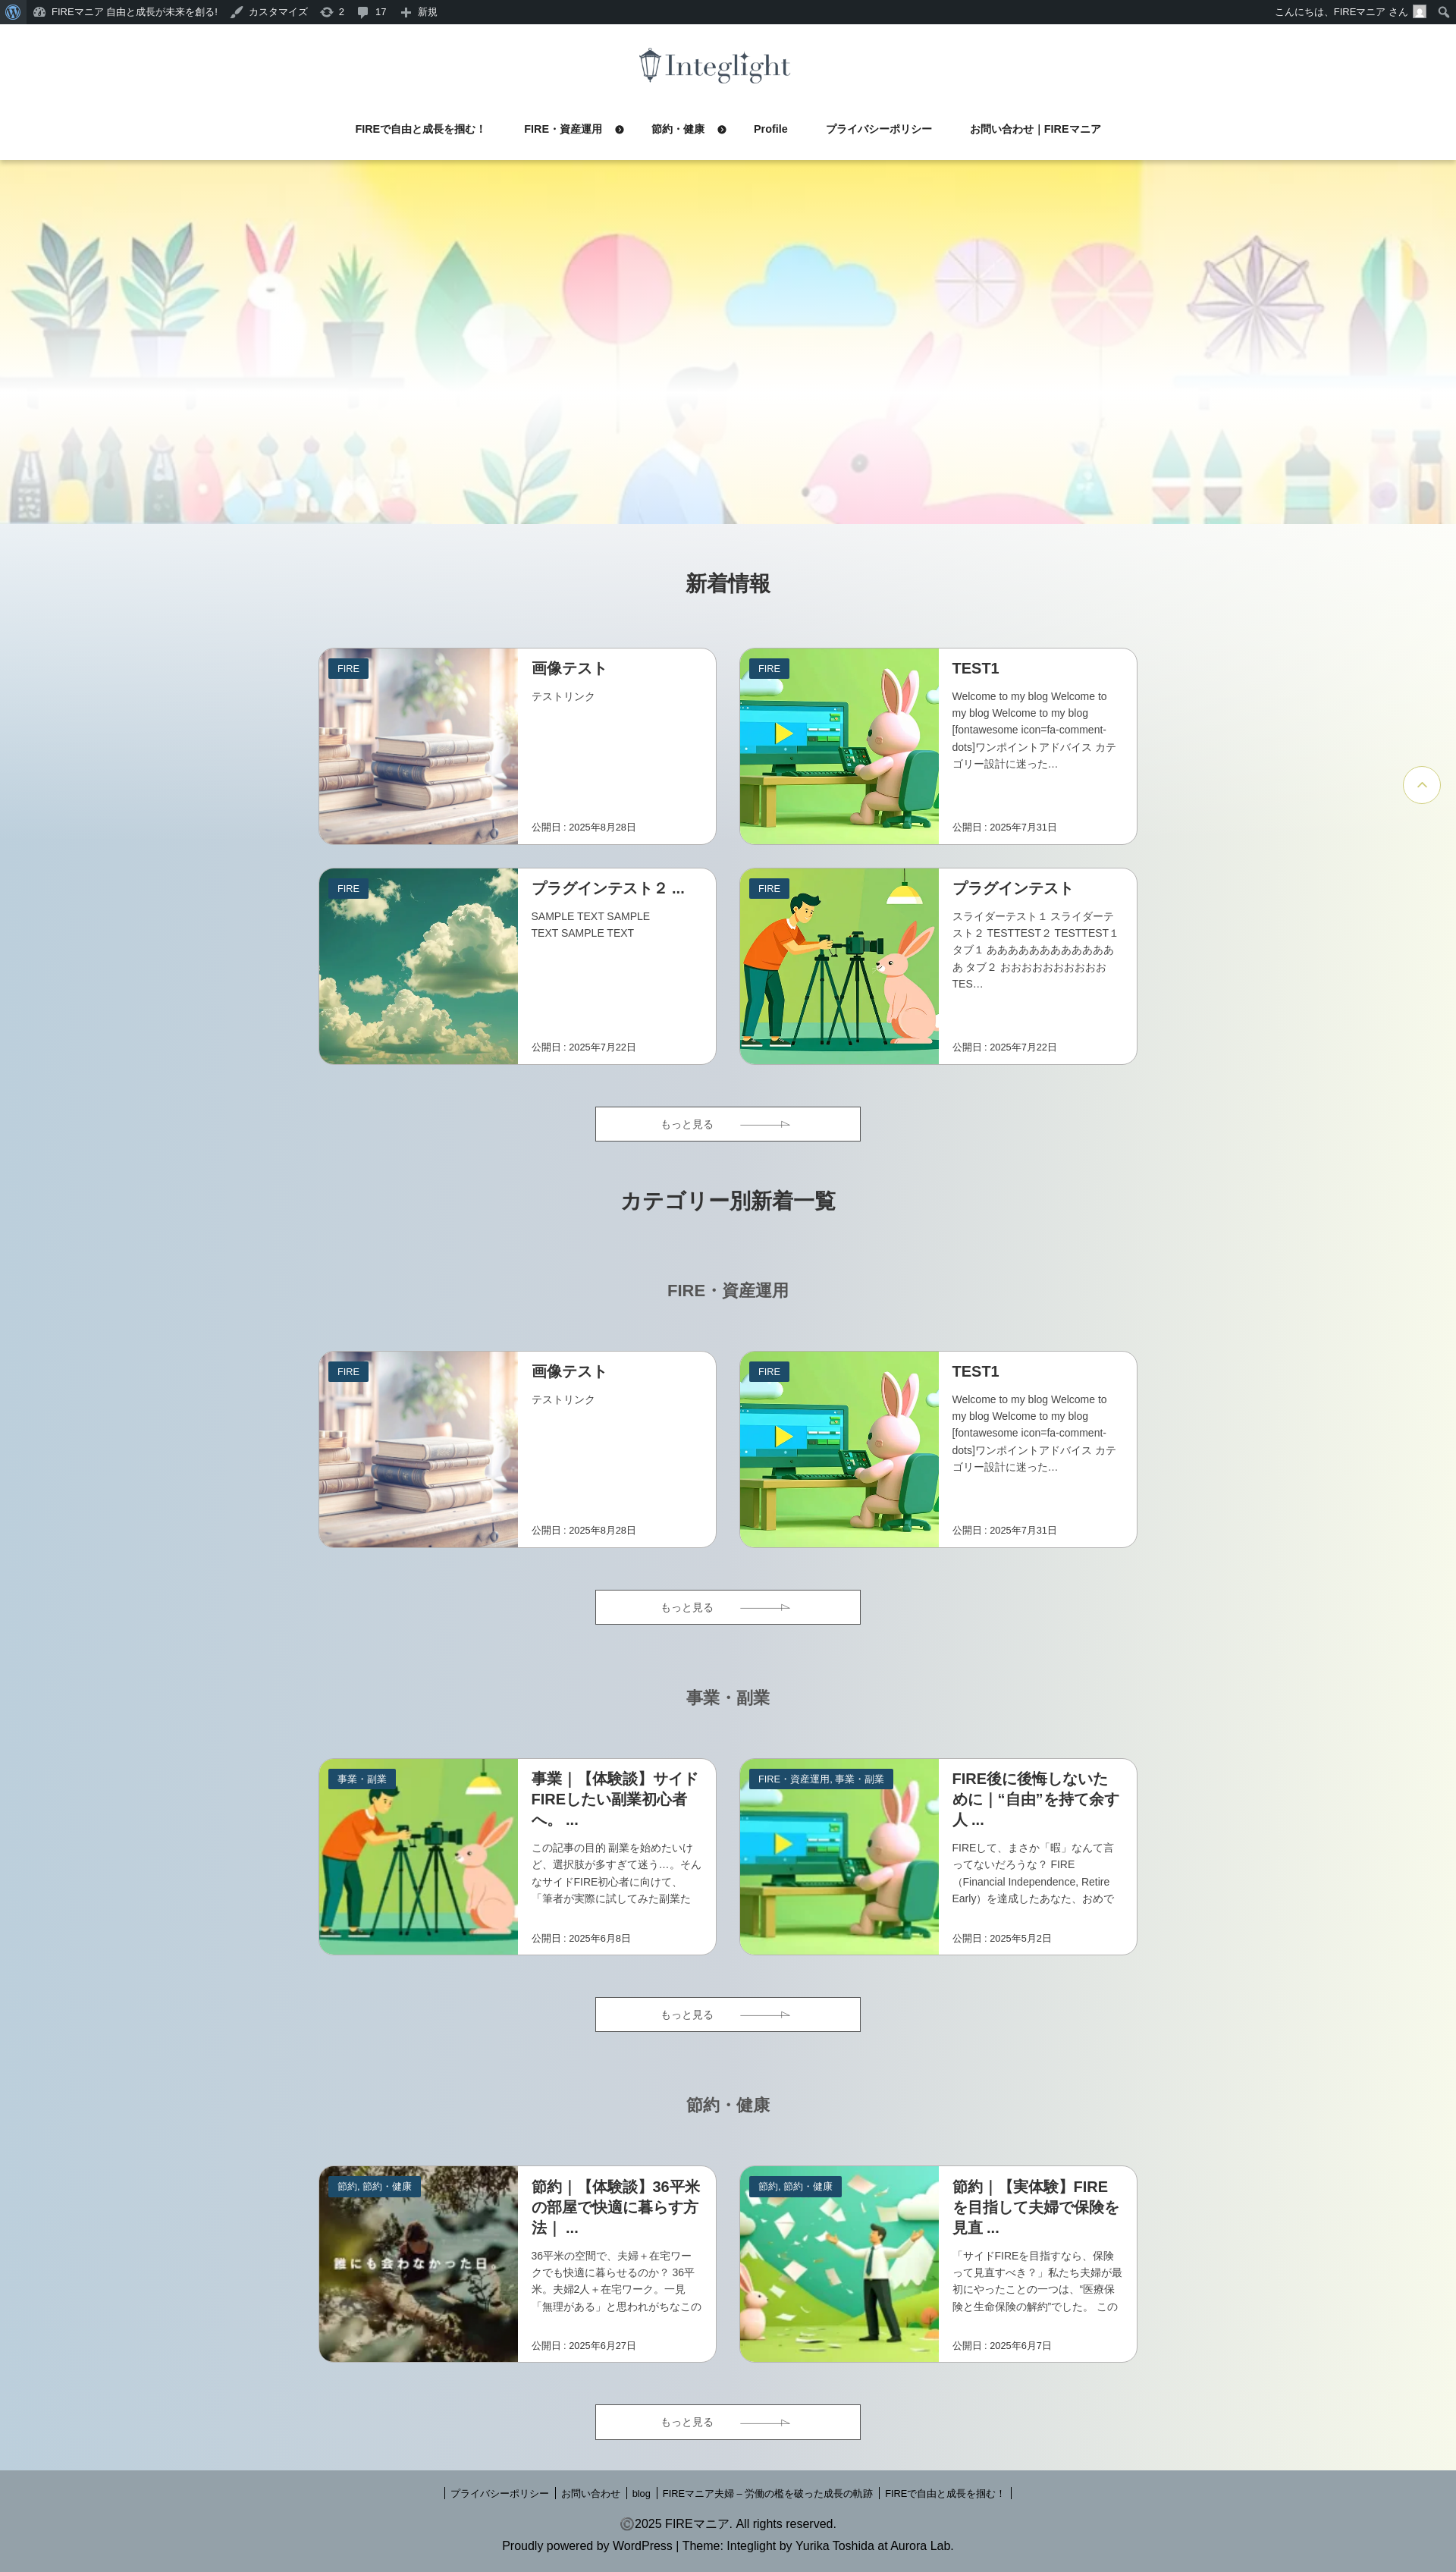 FIREマニア 自由と成長が未来を創る! カスタマイズ 2 17 新規 こんにちは、FIREマニア さん
Integlight
FIREで自由と成長を掴む！ FIRE・資産運用 節約・健康 Profile プライバシーポリシー お問い合わせ｜FIREマニア
新着情報
FIRE
画像テスト
テストリンク
公開日 : 2025年8月28日
FIRE
TEST1
Welcome to my blog Welcome to
my blog Welcome to my blog
[fontawesome icon=fa-comment-
dots]ワンポイントアドバイス カテ
ゴリー設計に迷った…
公開日 : 2025年7月31日
FIRE
プラグインテスト２ ...
SAMPLE TEXT SAMPLE
TEXT SAMPLE TEXT
公開日 : 2025年7月22日
FIRE
プラグインテスト
スライダーテスト１ スライダーテ
スト２ TESTTEST２ TESTTEST１
タブ１ ああああああああああああ
あ タブ２ おおおおおおおおおお
TES…
公開日 : 2025年7月22日
もっと見る
カテゴリー別新着一覧
FIRE・資産運用
FIRE
画像テスト
テストリンク
公開日 : 2025年8月28日
FIRE
TEST1
Welcome to my blog Welcome to
my blog Welcome to my blog
[fontawesome icon=fa-comment-
dots]ワンポイントアドバイス カテ
ゴリー設計に迷った…
公開日 : 2025年7月31日
もっと見る
事業・副業
事業・副業
事業｜【体験談】サイド
FIREしたい副業初心者
へ。 ...
この記事の目的 副業を始めたいけ
ど、選択肢が多すぎて迷う…。そん
なサイドFIRE初心者に向けて、
「筆者が実際に試してみた副業た
公開日 : 2025年6月8日
FIRE・資産運用, 事業・副業
FIRE後に後悔しないた
めに｜“自由”を持て余す
人 ...
FIREして、まさか「暇」なんて言
ってないだろうな？ FIRE
（Financial Independence, Retire
Early）を達成したあなた、おめで
公開日 : 2025年5月2日
もっと見る
節約・健康
節約, 節約・健康
誰にも会わなかった日。
節約｜【体験談】36平米
の部屋で快適に暮らす方
法｜ ...
36平米の空間で、夫婦＋在宅ワー
クでも快適に暮らせるのか？ 36平
米。夫婦2人＋在宅ワーク。一見
「無理がある」と思われがちなこの
公開日 : 2025年6月27日
節約, 節約・健康
節約｜【実体験】FIRE
を目指して夫婦で保険を
見直 ...
「サイドFIREを目指すなら、保険
って見直すべき？」私たち夫婦が最
初にやったことの一つは、“医療保
険と生命保険の解約”でした。 この
公開日 : 2025年6月7日
もっと見る
プライバシーポリシー お問い合わせ blog FIREマニア夫婦 – 労働の檻を破った成長の軌跡 FIREで自由と成長を掴む！
©2025 FIREマニア. All rights reserved.
Proudly powered by WordPress | Theme: Integlight by Yurika Toshida at Aurora Lab.